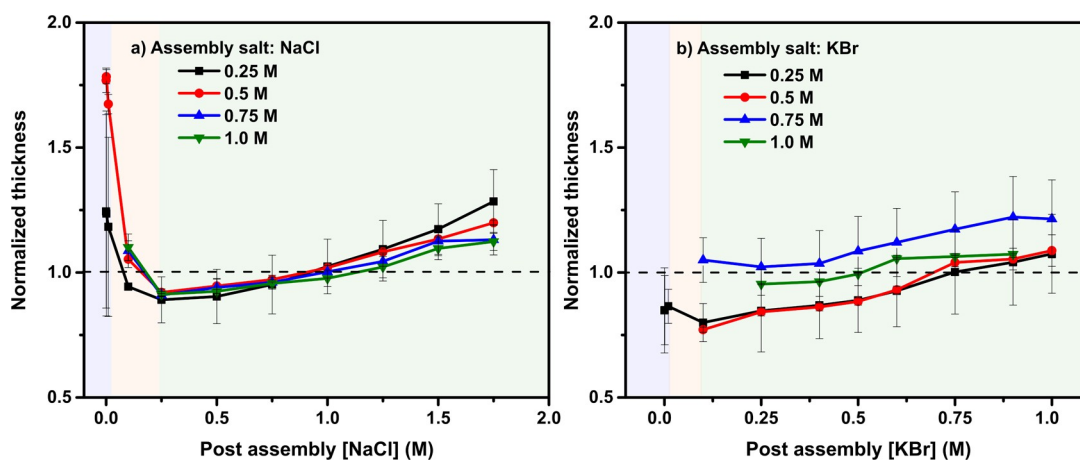 a) Assembly salt: NaCl
0.25 M
0.5 M
0.75 M
1.0 M
Normalized thickness
2.0
1.5
1.0
0.5
0.0
0.5
1.0
1.5
2.0
Post assembly [NaCl] (M)
b) Assembly salt: KBr
0.25 M
0.5 M
0.75 M
1.0 M
Normalized thickness
2.0
1.5
1.0
0.5
0.0
0.25
0.5
0.75
1.0
Post assembly [KBr] (M)